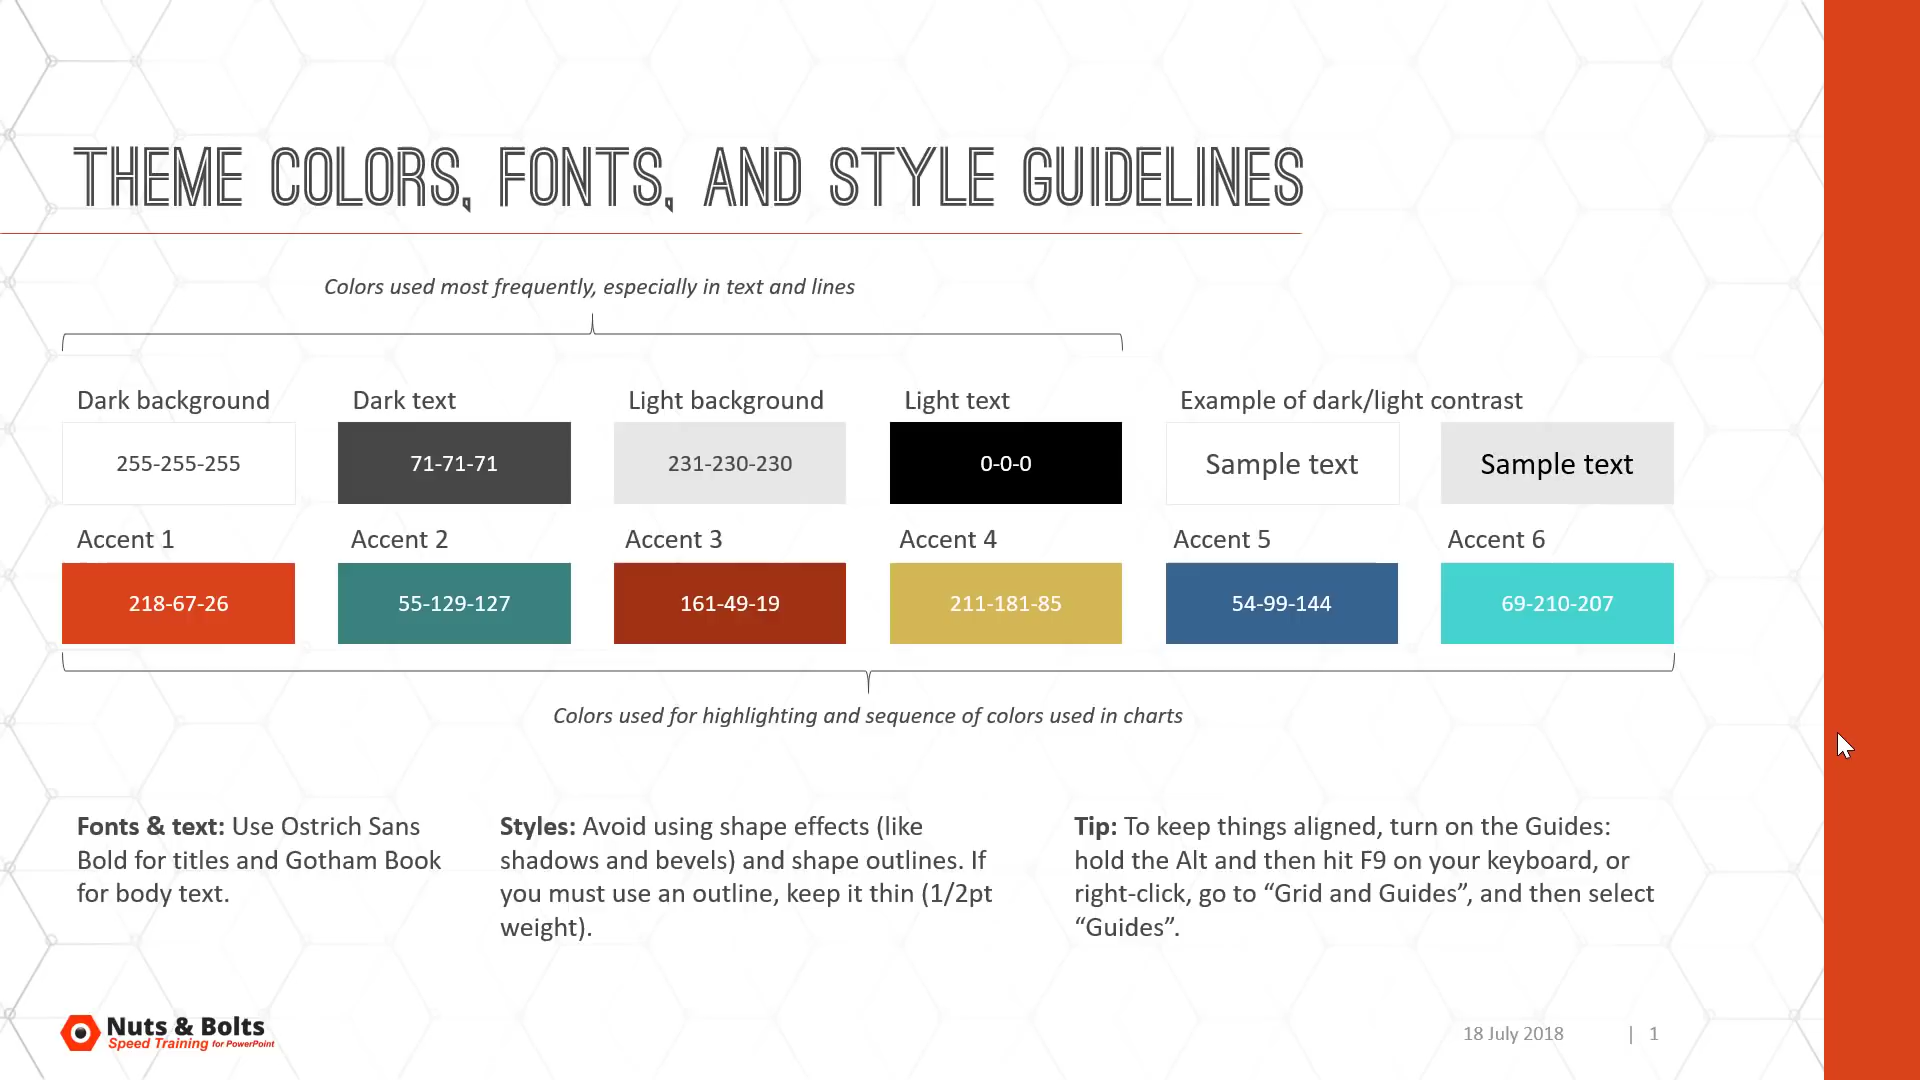 THEME COLORS, FONTS, AND STYLE GUIDELINES
Colors used most frequently, especially in text and lines
Dark background
Dark text
Light background
Light text
Example of dark/light contrast
255-255-255
71-71-71
231-230-230
0-0-0
Sample text
Sample text
Accent 1
Accent 2
Accent 3
Accent 4
Accent 5
Accent 6
218-67-26
55-129-127
161-49-19
211-181-85
54-99-144
69-210-207
Colors used for highlighting and sequence of colors used in charts
Fonts & text: Use Ostrich Sans
Bold for titles and Gotham Book
for body text.
Styles: Avoid using shape effects (like
shadows and bevels) and shape outlines. If
you must use an outline, keep it thin (1/2pt
weight).
Tip: To keep things aligned, turn on the Guides:
hold the Alt and then hit F9 on your keyboard, or
right-click, go to “Grid and Guides”, and then select
“Guides”.
Nuts & Bolts
Speed Training for PowerPoint
18 July 2018 | 1